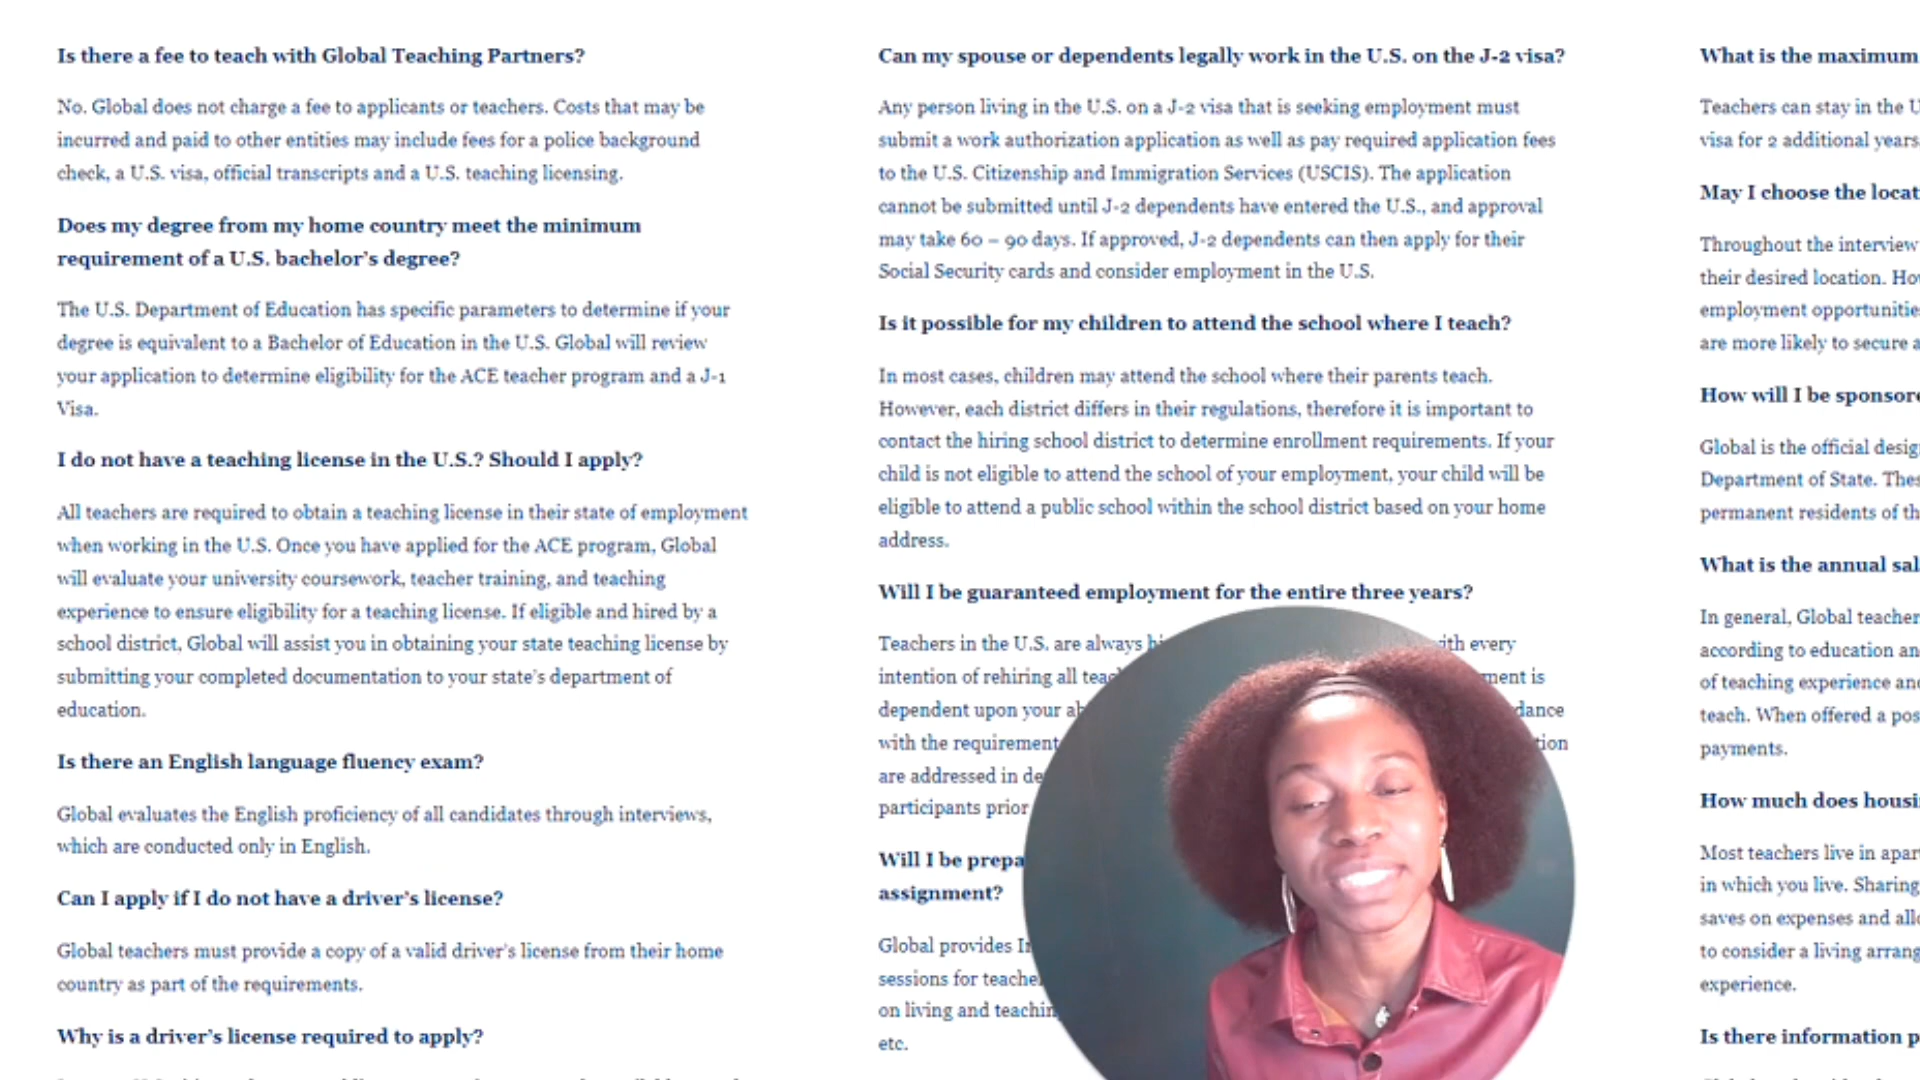 Is there a fee to teach with Global Teaching Partners?
No. Global does not charge a fee to applicants or teachers. Costs that may be
incurred and paid to other entities may include fees for a police background
check, a U.S. visa, official transcripts and a U.S. teaching licensing.
Does my degree from my home country meet the minimum
requirement of a U.S. bachelor's degree?
The U.S. Department of Education has specific parameters to determine if your
degree is equivalent to a Bachelor of Education in the U.S. Global will review
your application to determine eligibility for the ACE teacher program and a J-1
Visa.
I do not have a teaching license in the U.S.? Should I apply?
All teachers are required to obtain a teaching license in their state of employment
when working in the U.S. Once you have applied for the ACE program, Global
will evaluate your university coursework, teacher training, and teaching
experience to ensure eligibility for a teaching license. If eligible and hired by a
school district, Global will assist you in obtaining your state teaching license by
submitting your completed documentation to your state's department of
education.
Is there an English language fluency exam?
Global evaluates the English proficiency of all candidates through interviews,
which are conducted only in English.
Can I apply if I do not have a driver's license?
Global teachers must provide a copy of a valid driver's license from their home
country as part of the requirements.
Why is a driver's license required to apply?
Can my spouse or dependents legally work in the U.S. on the J-2 visa?
Any person living in the U.S. on a J-2 visa that is seeking employment must
submit a work authorization application as well as pay required application fees
to the U.S. Citizenship and Immigration Services (USCIS). The application
cannot be submitted until J-2 dependents have entered the U.S., and approval
may take 60 – 90 days. If approved, J-2 dependents can then apply for their
Social Security cards and consider employment in the U.S.
Is it possible for my children to attend the school where I teach?
In most cases, children may attend the school where their parents teach.
However, each district differs in their regulations, therefore it is important to
contact the hiring school district to determine enrollment requirements. If your
child is not eligible to attend the school of your employment, your child will be
eligible to attend a public school within the school district based on your home
address.
Will I be guaranteed employment for the entire three years?
Teachers in the U.S. are always with every
intention of rehiring all is
dependent upon your
with the
are addressed in
participants prior
Will I be
assignment?
Global provides
sessions for
on living and
etc.
What is the maximum
Teachers can stay in the
visa for 2 additional years
May I choose the
Throughout the interview
their desired location.
employment
are more likely to secure
How will I be
Global is the official
Department of State.
permanent residents of
What is the annual
In general, Global
according to education
of teaching experience
teach. When offered a
payments.
How much does
Most teachers live in
in which you live. Sharing
saves on expenses and
to consider a living
experience.
Is there information